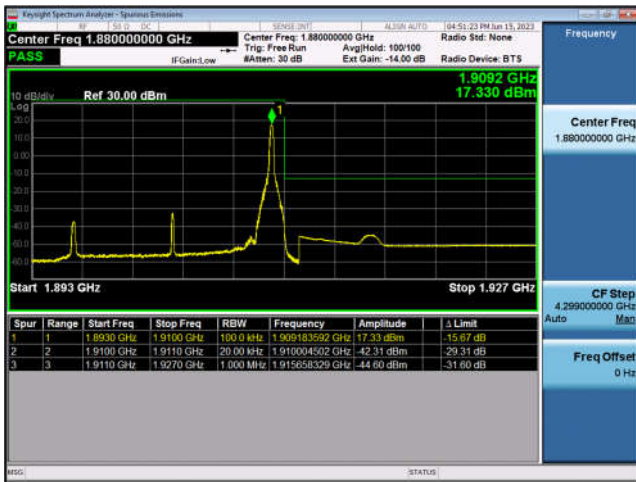 Keysight Spectrum Analyzer - Spurious Emissions
RF 50 Ω DC SENSE:INT ALIGN AUTO 04:51:23 PM Jun 15, 2023
Center Freq 1.880000000 GHz
Center Freq: 1.880000000 GHz
Radio Std: None
Trig: Free Run
Avg|Hold: 100/100
PASS
IFGain:Low
#Atten: 30 dB
Ext Gain: -14.00 dB
Radio Device: BTS
1.9092 GHz
17.330 dBm
10 dB/div
Ref 30.00 dBm
Log
1
20.0
10.0
0.00
-10.0
-20.0
-30.0
-40.0
-50.0
-60.0
Start 1.893 GHz
Stop 1.927 GHz
Spur Range Start Freq Stop Freq RBW Frequency Amplitude Δ Limit
1 1 1.8930 GHz 1.9100 GHz 100.0 kHz 1.909183592 GHz 17.33 dBm -15.67 dB
2 2 1.9100 GHz 1.9110 GHz 20.00 kHz 1.910004502 GHz -42.31 dBm -29.31 dB
3 3 1.9110 GHz 1.9270 GHz 1.000 MHz 1.915658329 GHz -44.60 dBm -31.60 dB
Frequency
Center Freq
1.880000000 GHz
CF Step
4.299000000 GHz
Auto Man
Freq Offset
0 Hz
MSG
STATUS